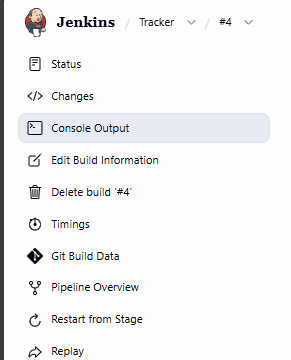 Jenkins / Tracker / #4
Status
Changes
Console Output
Edit Build Information
Delete build ‘#4’
Timings
Git Build Data
Pipeline Overview
Restart from Stage
Replay